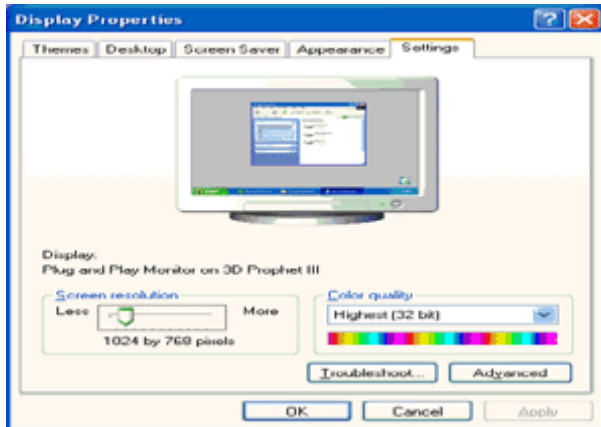 Display Properties
Themes Desktop Screen Saver Appearance Settings
Display:
Plug and Play Monitor on 3D Prophet III
Screen resolution
Less More
1024 by 768 pixels
Color quality
Highest (32 bit)
Troubleshoot... Advanced
OK Cancel Apply